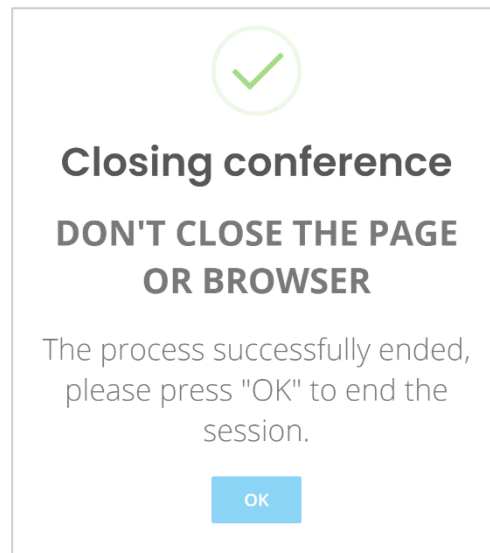 Closing conference
DON'T CLOSE THE PAGE
OR BROWSER
The process successfully ended,
please press "OK" to end the
session.
OK